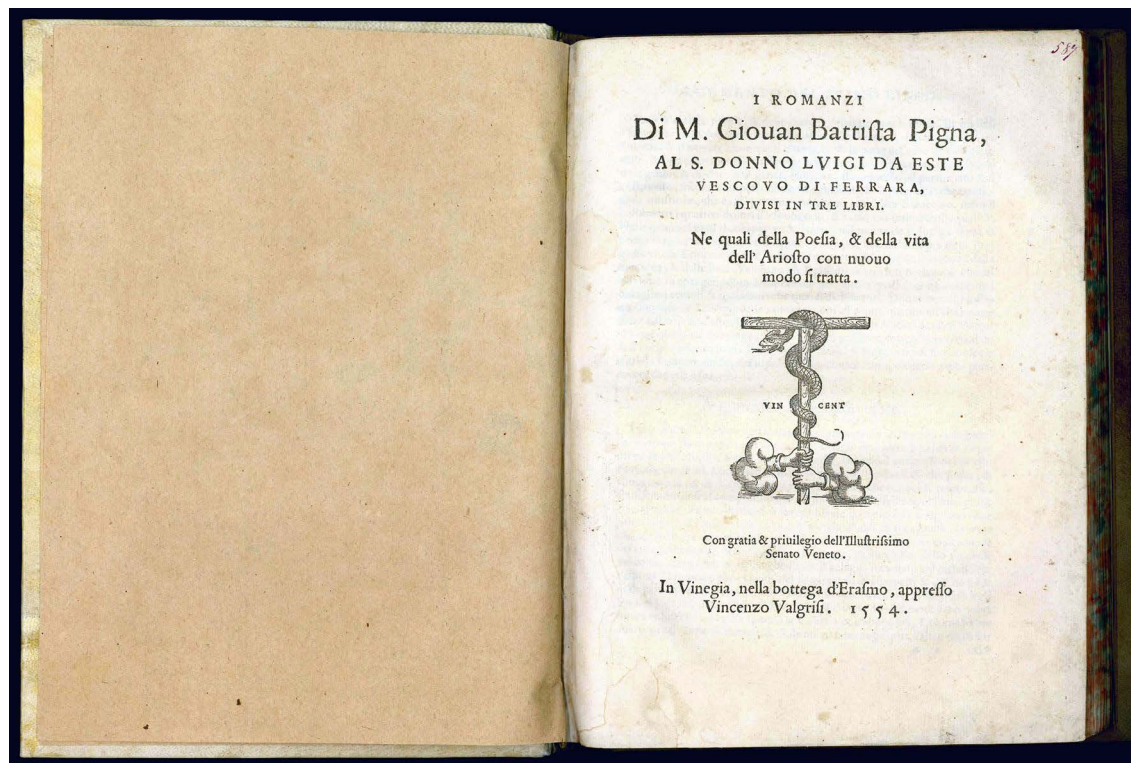 587
I ROMANZI
Di M. Giouan Battiſta Pigna,
AL S. DONNO LVIGI DA ESTE
VESCOVO DI FERRARA,
DIVISI IN TRE LIBRI.
Ne quali della Poeſia, & della vita
dell' Arioſto con nuouo
modo ſi tratta.
VIN CENT
Con gratia & priuilegio dell'Illuſtriſsimo
Senato Veneto.
In Vinegia, nella bottega d'Eraſmo, appreſſo
Vincenzo Valgriſi. 1554.